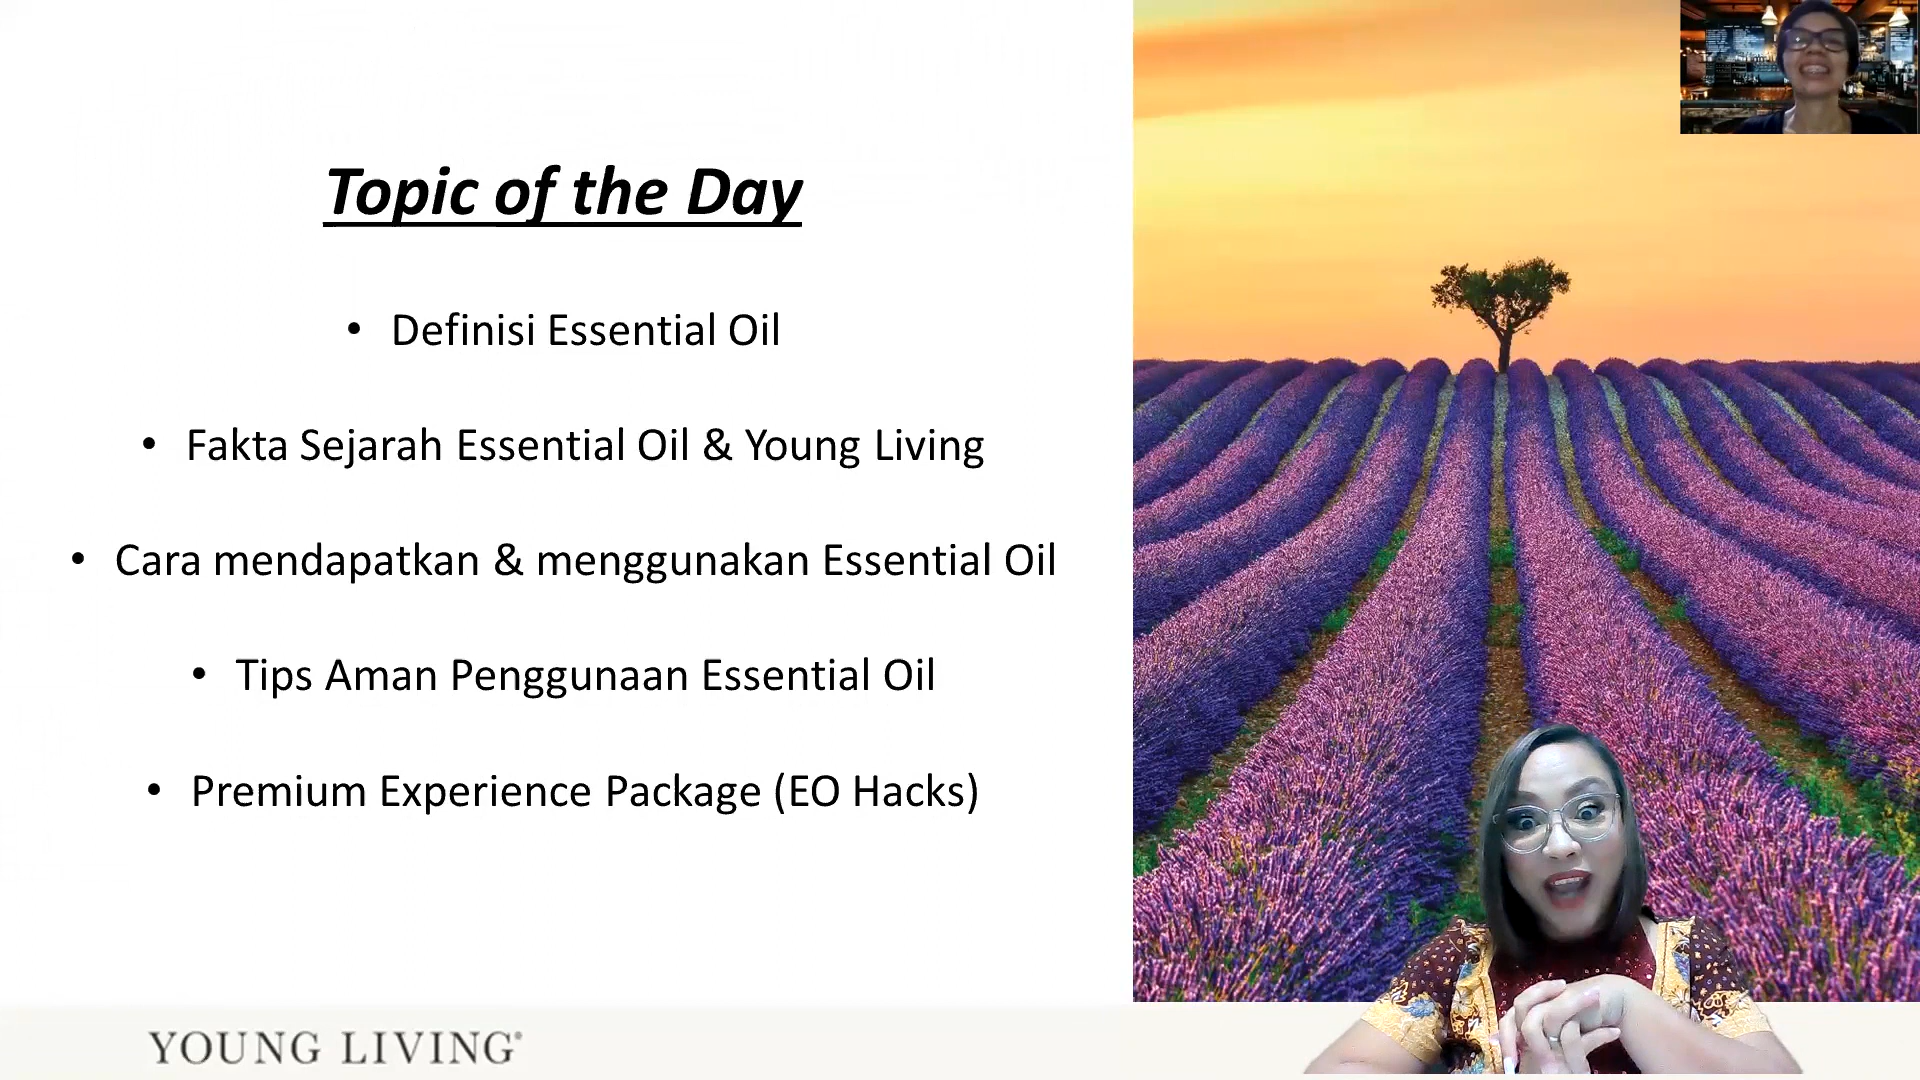 Topic of the Day
• Definisi Essential Oil
• Fakta Sejarah Essential Oil & Young Living
• Cara mendapatkan & menggunakan Essential Oil
• Tips Aman Penggunaan Essential Oil
• Premium Experience Package (EO Hacks)
YOUNG LIVING®